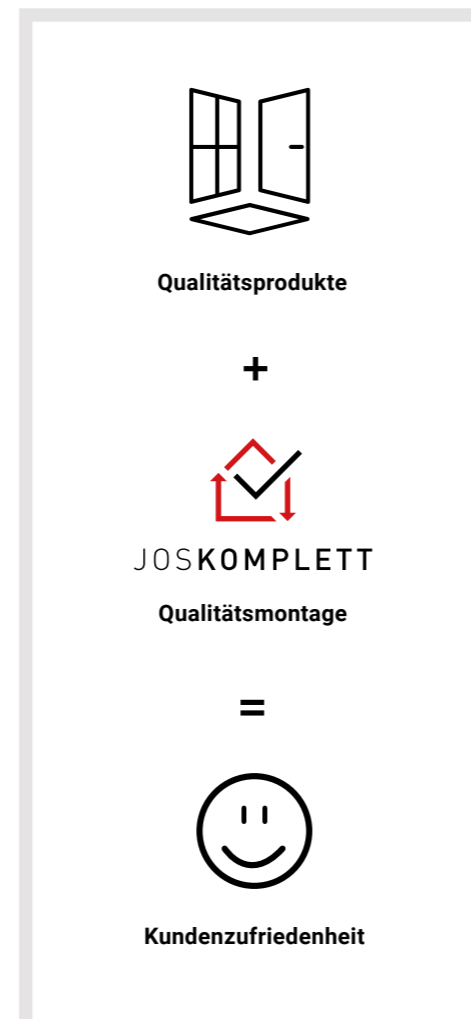 Qualitätsprodukte
+
JOSKOMPLETT
Qualitätsmontage
=
Kundenzufriedenheit